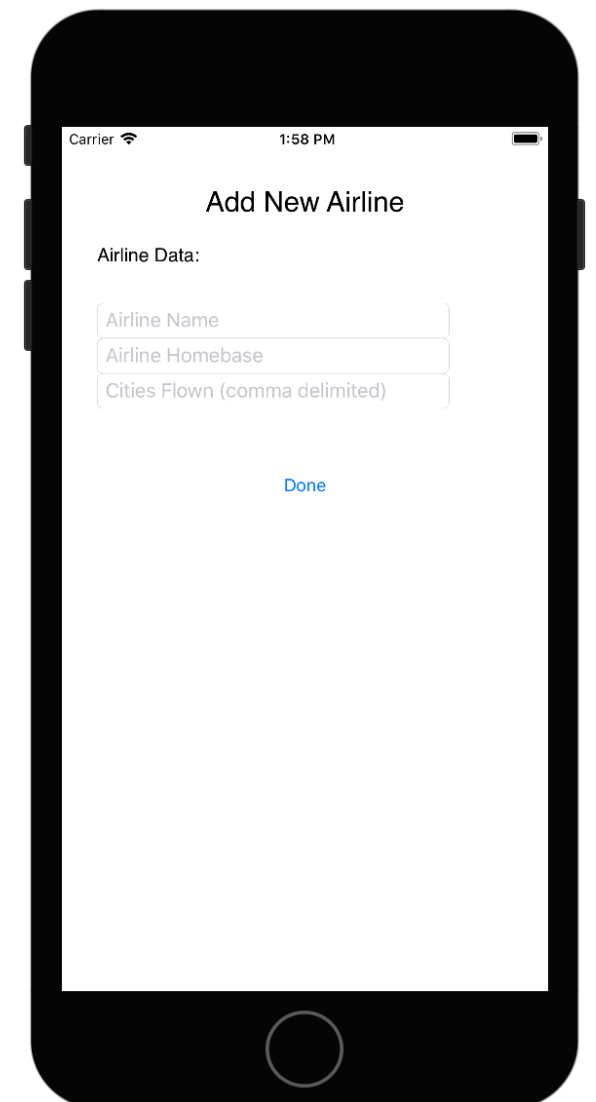 Carrier 1:58 PM
Add New Airline
Airline Data:
Airline Name
Airline Homebase
Cities Flown (comma delimited)
Done